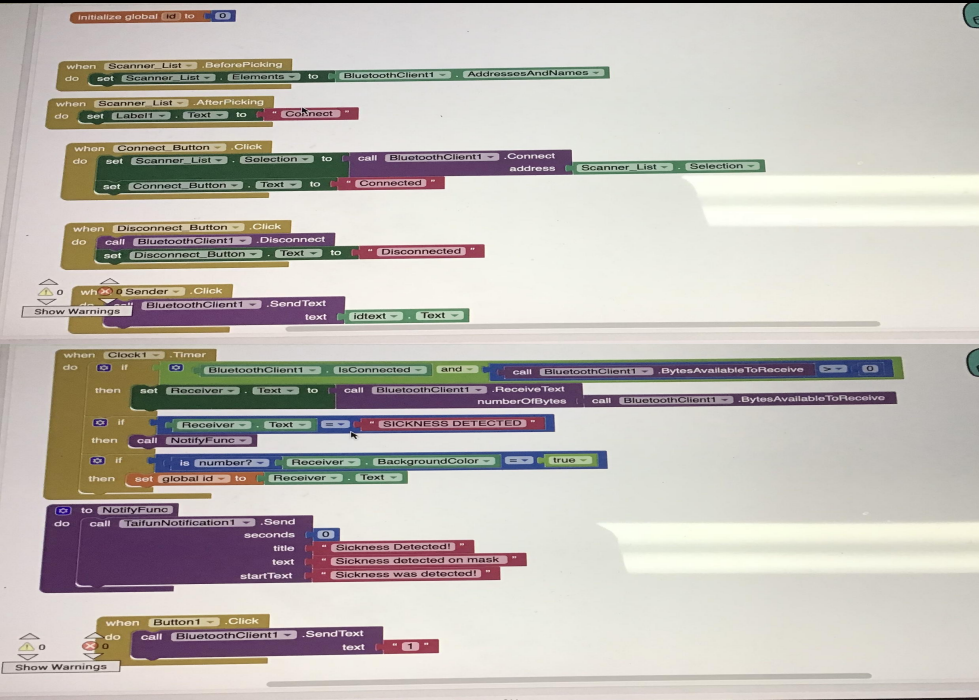 initialize global id to 0
when Scanner_List .BeforePicking
do set Scanner_List . Elements to BluetoothClient1 . AddressesAndNames
when Scanner_List .AfterPicking
do set Label1 . Text to " Connect "
when Connect_Button .Click
do set Scanner_List . Selection to call BluetoothClient1 .Connect
address Scanner_List . Selection
set Connect_Button . Text to " Connected "
when Disconnect_Button .Click
do call BluetoothClient1 .Disconnect
set Disconnect_Button . Text to " Disconnected "
0 0 Sender .Click
BluetoothClient1 .SendText
Show Warnings
text idtext . Text
when Clock1 .Timer
do if BluetoothClient1 . IsConnected and call BluetoothClient1 .BytesAvailableToReceive > 0
then set Receiver . Text to call BluetoothClient1 .ReceiveText
numberOfBytes call BluetoothClient1 .BytesAvailableToReceive
if Receiver . Text = " SICKNESS DETECTED "
then call NotifyFunc
if is number? Receiver . BackgroundColor = true
then set global id to Receiver . Text
to NotifyFunc
do call TaifunNotification1 .Send
seconds 0
title " Sickness Detected! "
text " Sickness detected on mask "
startText " Sickness was detected! "
when Button1 .Click
do call BluetoothClient1 .SendText
0 0 text " 1 "
Show Warnings